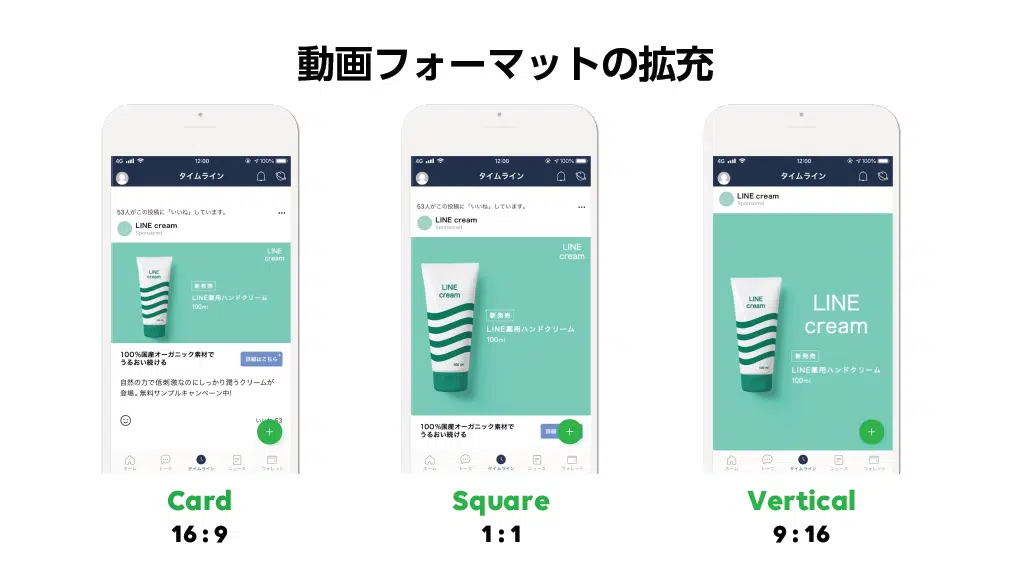 動画フォーマットの拡充
4G 12:00 100%
タイムライン
53人がこの投稿に「いいね」しています。
LINE cream
Sponsored
LINE
cream
LINE
cream
新発売
LINE薬用ハンドクリーム
100ml
100%国産オーガニック素材で
うるおい続ける
詳細はこちら
自然の力で低刺激なのにしっかり潤うクリームが
登場。無料サンプルキャンペーン中!
53
ホーム トーク タイムライン ニュース ウォレット
Card
16:9
4G 12:00 100%
タイムライン
53人がこの投稿に「いいね」しています。
LINE cream
Sponsored
LINE
cream
LINE
cream
新発売
LINE薬用ハンドクリーム
100ml
100%国産オーガニック素材で
うるおい続ける
詳細
ホーム トーク タイムライン ニュース ウォレット
Square
1:1
4G 12:00 100%
タイムライン
LINE cream
Sponsored
LINE
cream
LINE
cream
新発売
LINE薬用ハンドクリーム
100ml
ホーム トーク タイムライン ニュース ウォレット
Vertical
9:16